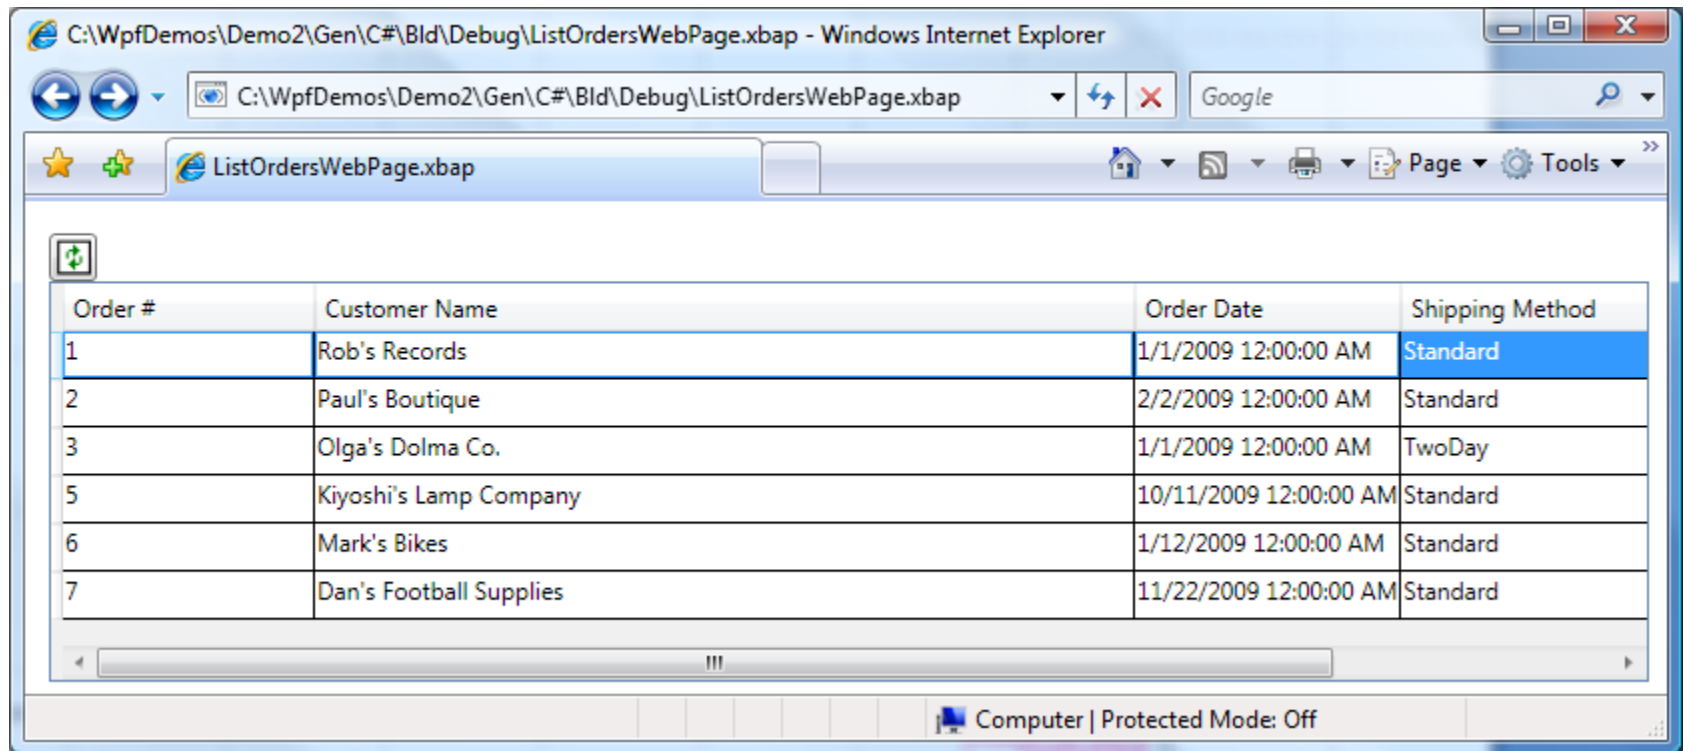 C:\WpfDemos\Demo2\Gen\C#\Bld\Debug\ListOrdersWebPage.xbap - Windows Internet Explorer
C:\WpfDemos\Demo2\Gen\C#\Bld\Debug\ListOrdersWebPage.xbap Google
ListOrdersWebPage.xbap Page Tools
Order # Customer Name Order Date Shipping Method
1 Rob's Records 1/1/2009 12:00:00 AM Standard
2 Paul's Boutique 2/2/2009 12:00:00 AM Standard
3 Olga's Dolma Co. 1/1/2009 12:00:00 AM TwoDay
5 Kiyoshi's Lamp Company 10/11/2009 12:00:00 AM Standard
6 Mark's Bikes 1/12/2009 12:00:00 AM Standard
7 Dan's Football Supplies 11/22/2009 12:00:00 AM Standard
Computer | Protected Mode: Off